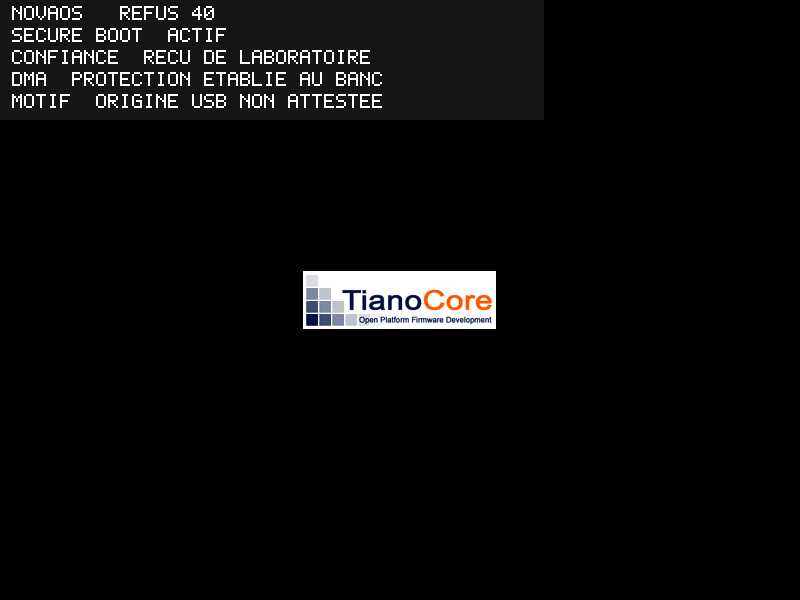 NOVAOS   REFUS 40
SECURE BOOT  ACTIF
CONFIANCE  RECU DE LABORATOIRE
DMA  PROTECTION ETABLIE AU BANC
MOTIF  ORIGINE USB NON ATTESTEE
TianoCore
Open Platform Firmware Development